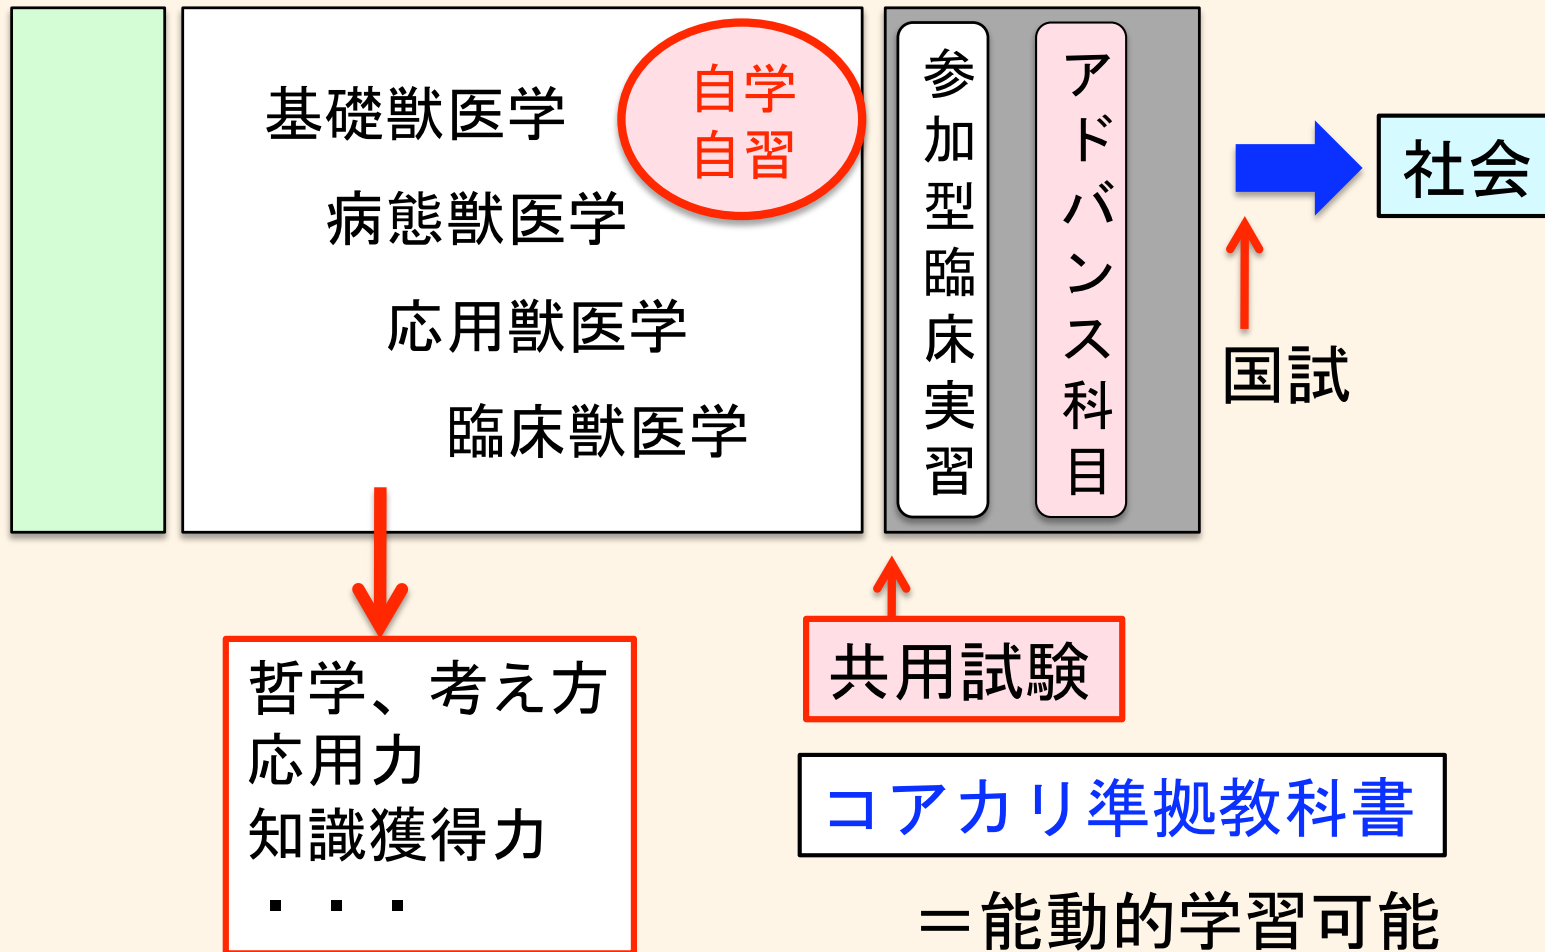 基礎獣医学
病態獣医学
応用獣医学
臨床獣医学
自学
自習
参加型臨床実習
アドバンス科目
社会
国試
哲学、考え方
応用力
知識獲得力
・・・
共用試験
コアカリ準拠教科書
＝能動的学習可能